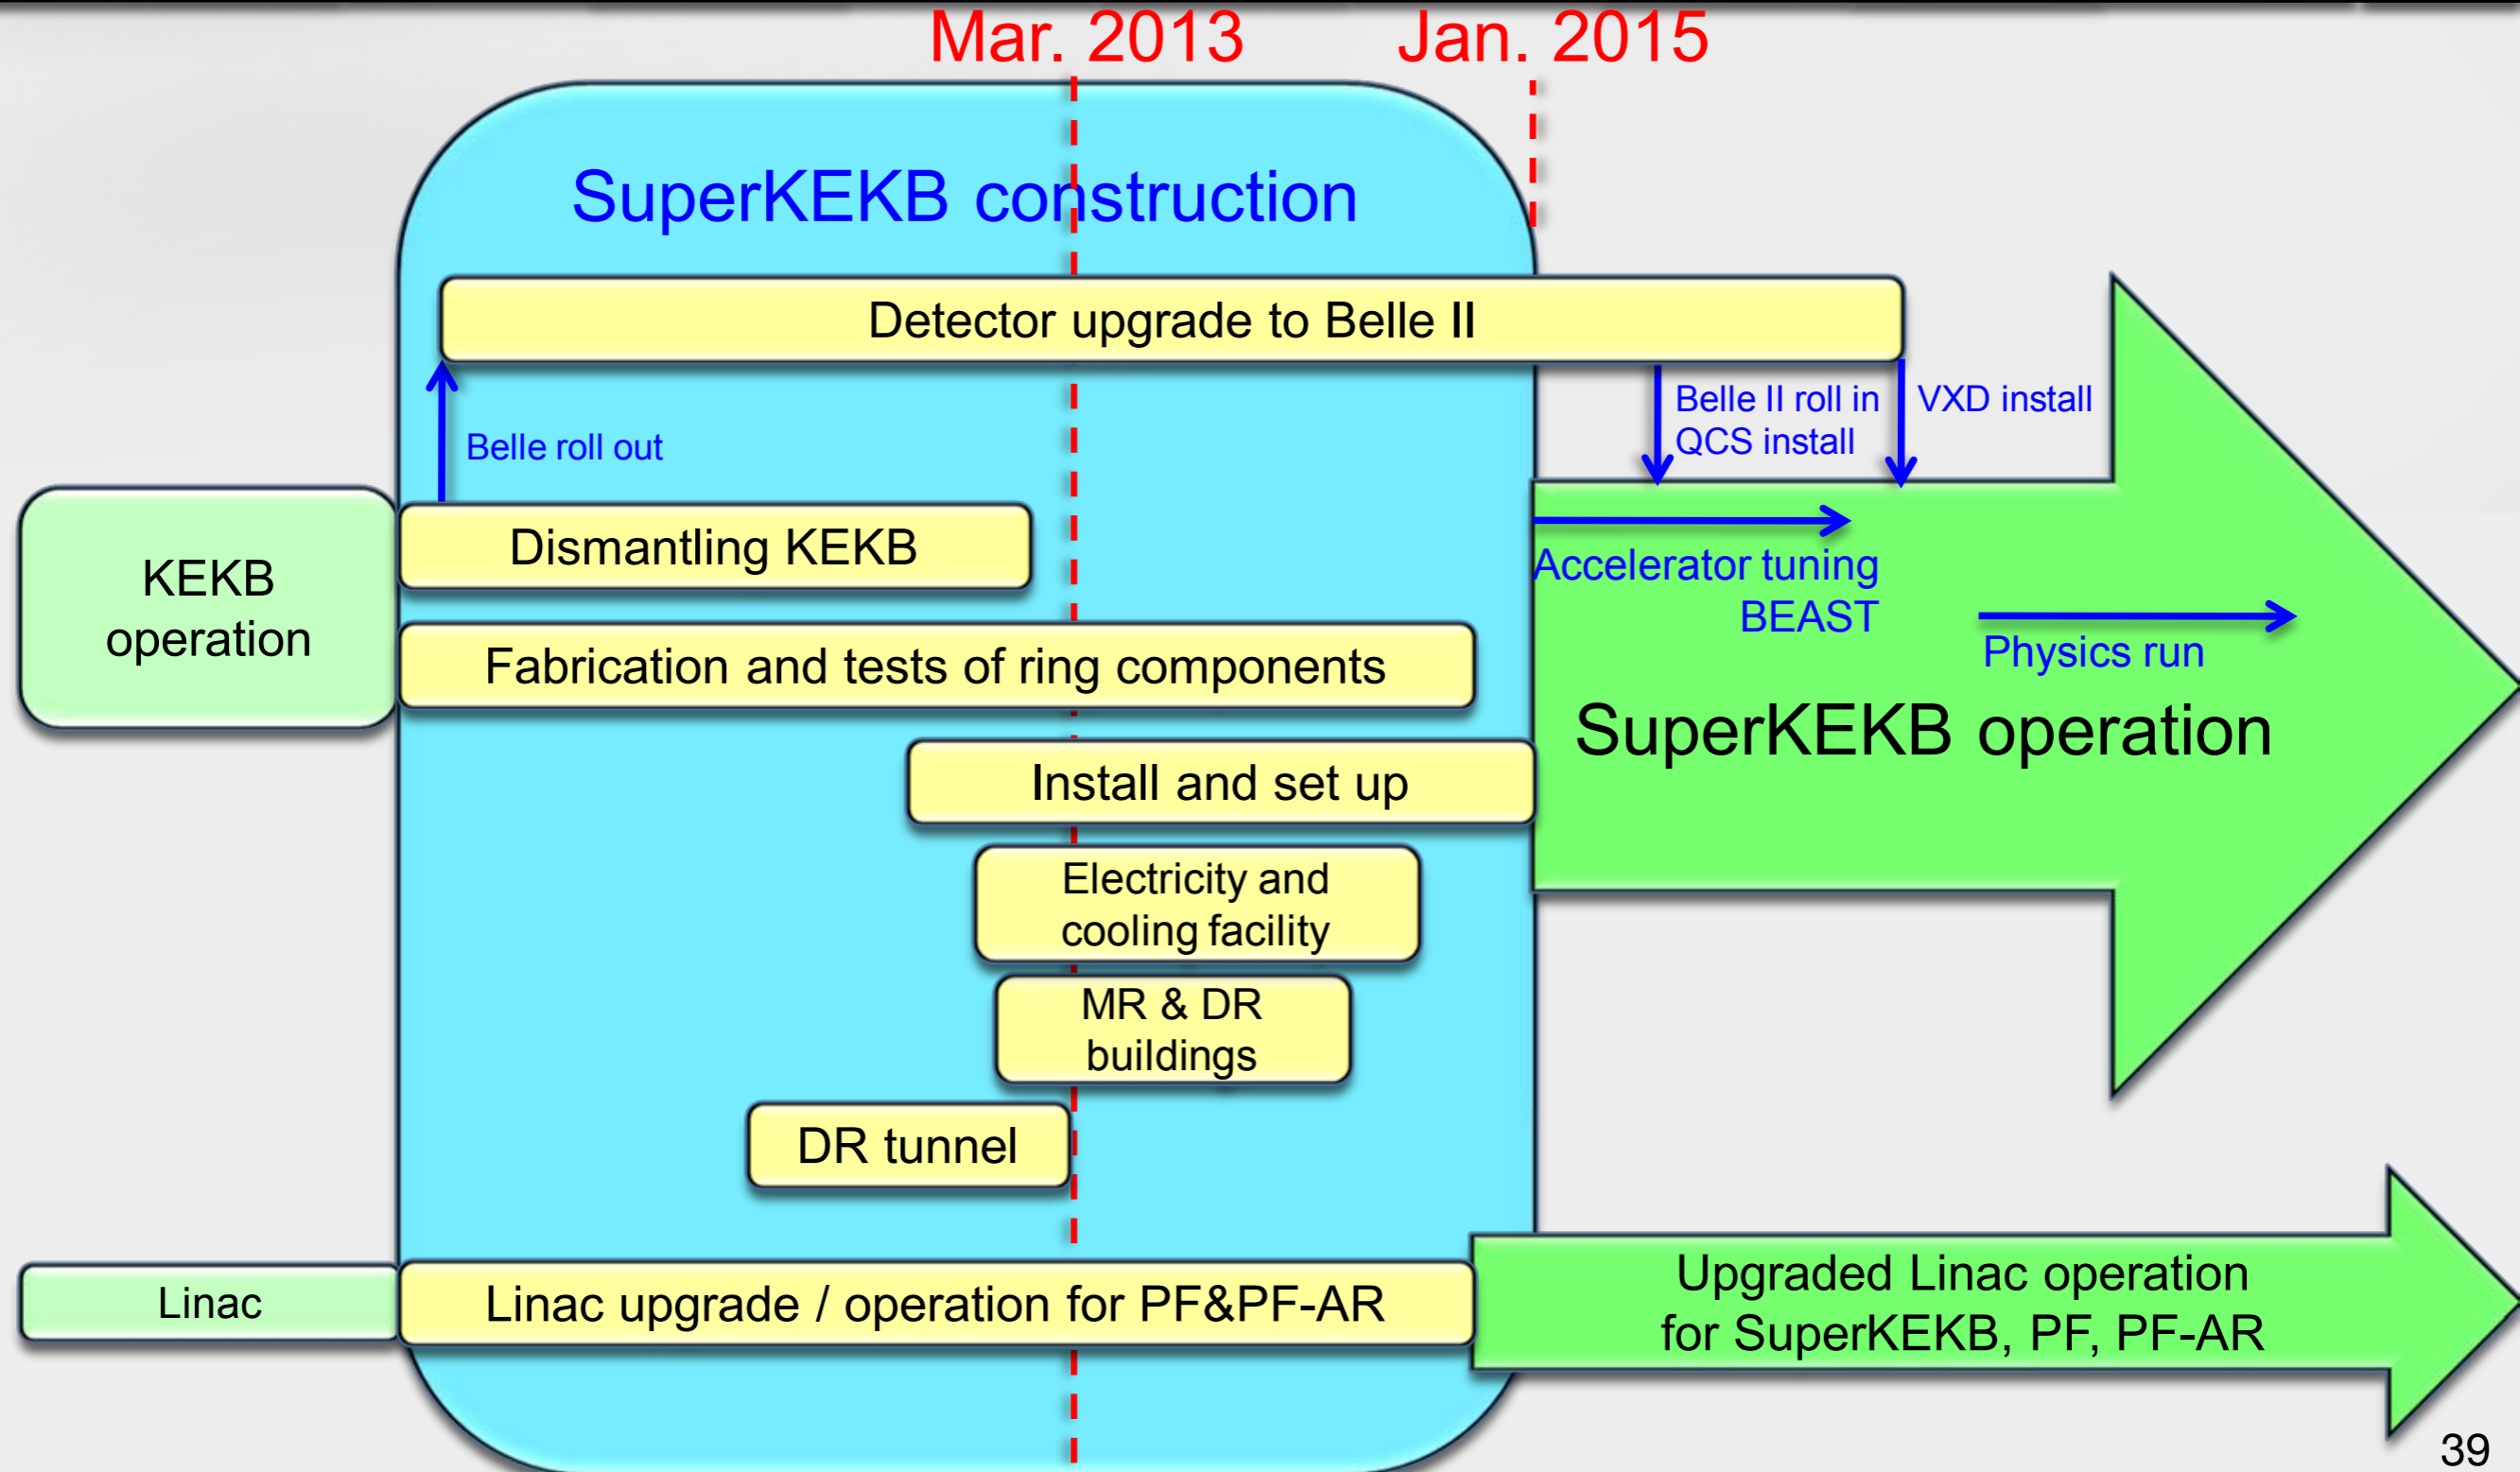 Mar. 2013
Jan. 2015
SuperKEKB construction
Detector upgrade to Belle II
Belle roll out
Belle II roll in
QCS install
VXD install
KEKB
operation
Dismantling KEKB
Accelerator tuning
BEAST
Physics run
Fabrication and tests of ring components
SuperKEKB operation
Install and set up
Electricity and
cooling facility
MR & DR
buildings
DR tunnel
Linac
Linac upgrade / operation for PF&PF-AR
Upgraded Linac operation
for SuperKEKB, PF, PF-AR
39